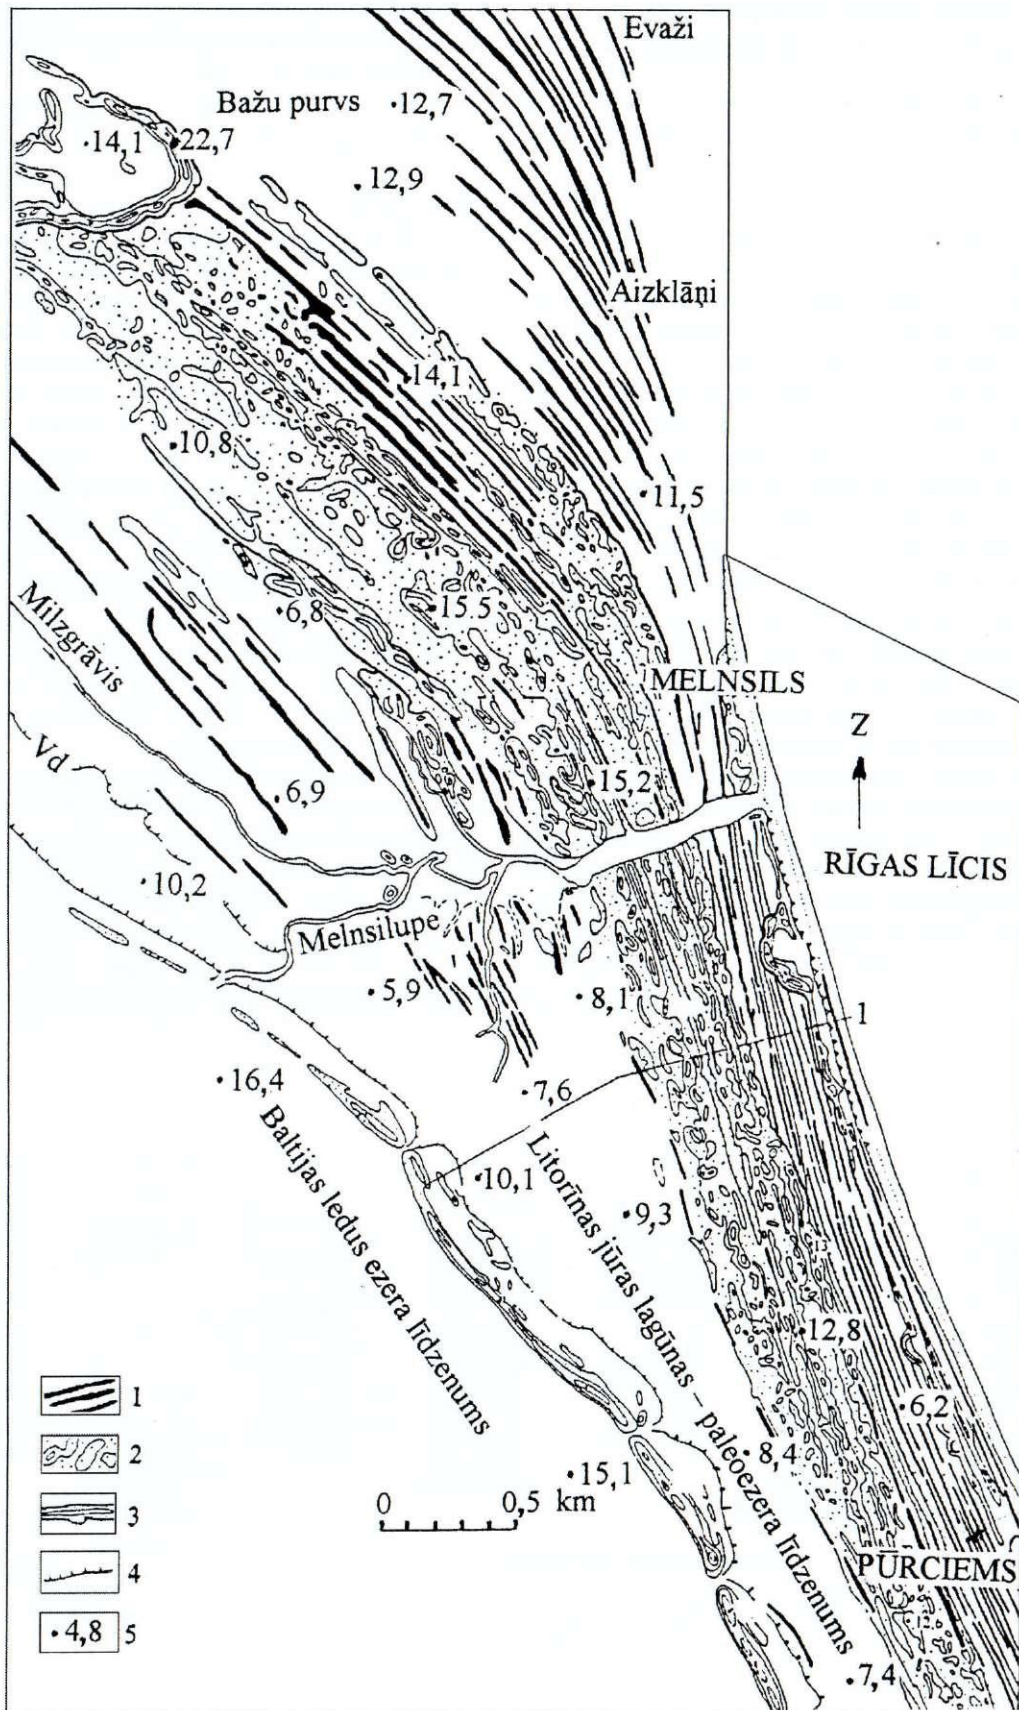 Evaži
Bažu purvs
12,7
14,1
22,7
12,9
Aizklāņi
14,1
10,8
11,5
Milzgrāvis
6,8
15,5
MELNSILS
Z
Vd
6,9
15,2
RĪGAS LĪCIS
10,2
Melnsilupe
5,9
8,1
1
16,4
7,6
Baltijas ledus ezera līdzenums
10,1
Litorīnas jūras lagūnas – paleoezera līdzenums
9,3
13
12,8
1
6,2
2
8,4
15,1
0 0,5 km
3
4
PŪRCIEMS
4,8 5
12
7,4